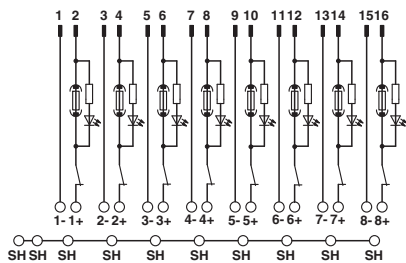 1 2 3 4 5 6 7 8 9 10 11 12 13 14 15 16
1- 1+ 2- 2+ 3- 3+ 4- 4+ 5- 5+ 6- 6+ 7- 7+ 8- 8+
SH SH SH SH SH SH SH SH SH